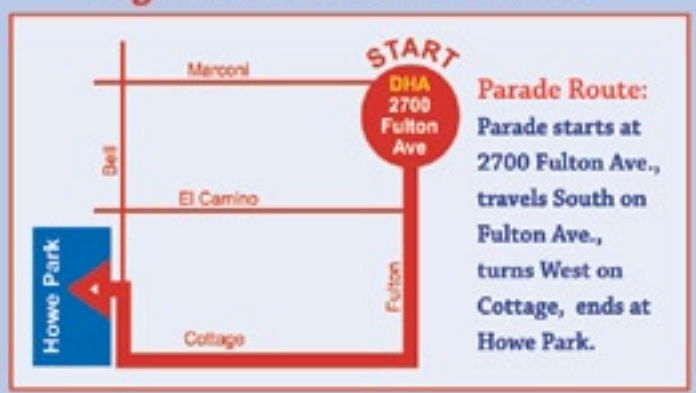 START
Marconi
DHA
2700
Fulton
Ave
Bell
El Camino
Howe Park
Fulton
Cottage
Parade Route:
Parade starts at
2700 Fulton Ave.,
travels South on
Fulton Ave.,
turns West on
Cottage, ends at
Howe Park.